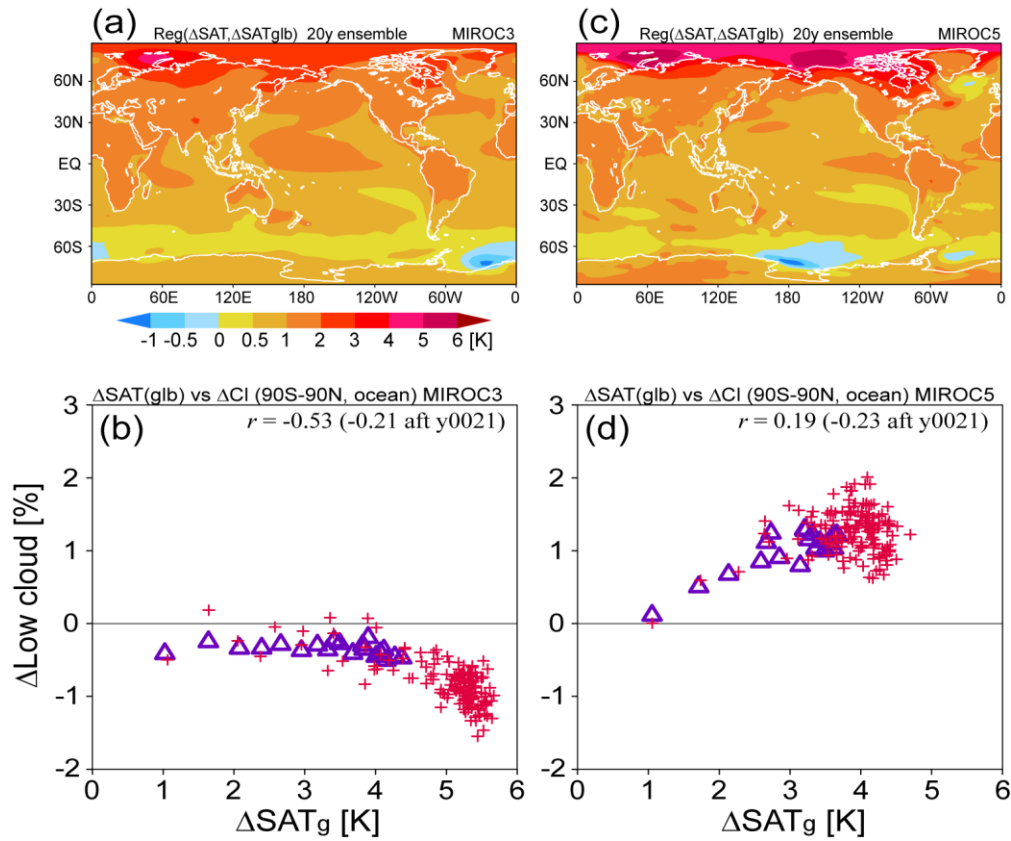 (a)
Reg(ΔSAT,ΔSATglb) 20y ensemble MIROC3
60N
30N
EQ
30S
60S
0 60E 120E 180 120W 60W 0
-1 -0.5 0 0.5 1 2 3 4 5 6 [K]
(c)
Reg(ΔSAT,ΔSATglb) 20y ensemble MIROC5
60N
30N
EQ
30S
60S
0 60E 120E 180 120W 60W 0
ΔSAT(glb) vs ΔCl (90S-90N, ocean) MIROC3
(b)
r = -0.53 (-0.21 aft y0021)
ΔLow cloud [%]
3
2
1
0
-1
-2
0 1 2 3 4 5 6
ΔSATg [K]
ΔSAT(glb) vs ΔCl (90S-90N, ocean) MIROC5
(d)
r = 0.19 (-0.23 aft y0021)
3
2
1
0
-1
-2
0 1 2 3 4 5 6
ΔSATg [K]